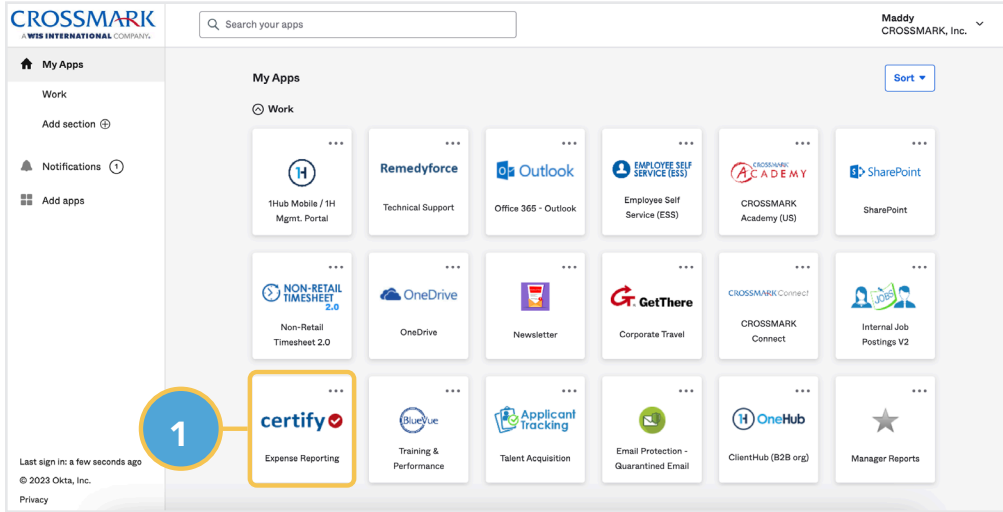 CROSSMARK
A WIS INTERNATIONAL COMPANY®
Search your apps
Maddy
CROSSMARK, Inc.
My Apps
Work
Add section
Notifications 1
Add apps
Last sign in: a few seconds ago
© 2023 Okta, Inc.
Privacy
My Apps
Sort
Work
1H
1Hub Mobile / 1H
Mgmt. Portal
Remedyforce
Technical Support
Outlook
Office 365 - Outlook
EMPLOYEE SELF
SERVICE (ESS)
Employee Self
Service (ESS)
CROSSMARK
ACADEMY
CROSSMARK
Academy (US)
SharePoint
SharePoint
NON-RETAIL
TIMESHEET
2.0
Non-Retail
Timesheet 2.0
OneDrive
OneDrive
Newsletter
GetThere
Corporate Travel
CROSSMARK Connect
CROSSMARK
Connect
JOBS
Internal Job
Postings V2
1
certify
Expense Reporting
BlueVue
Training &
Performance
Applicant
Tracking
Talent Acquisition
Email Protection -
Quarantined Email
1H OneHub
ClientHub (B2B org)
Manager Reports